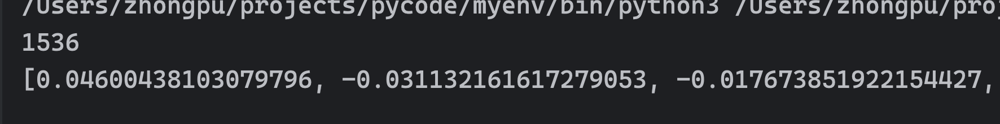 /Users/zhongpu/projects/pycode/myenv/bin/python3 /Users/zhongpu/proj
1536
[0.04600438103079796, -0.031132161617279053, -0.017673851922154427,